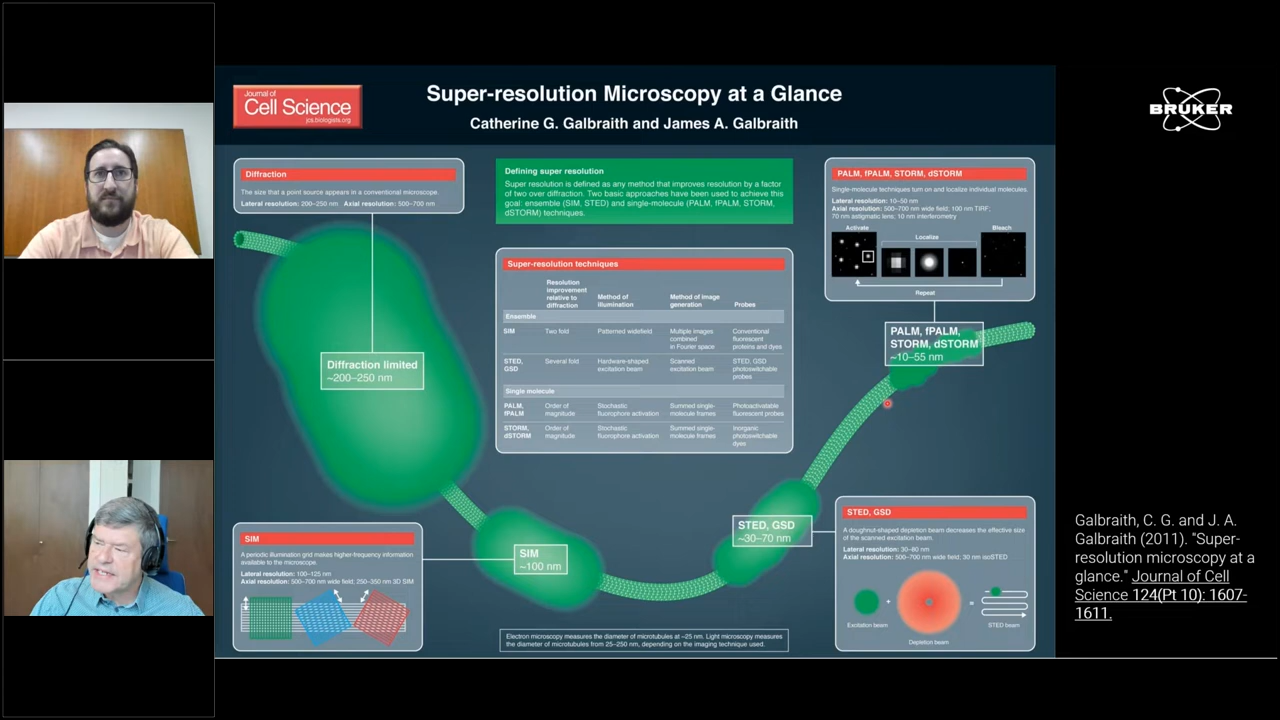 Journal of
Cell Science
jcs.biologists.org
Super-resolution Microscopy at a Glance
Catherine G. Galbraith and James A. Galbraith
BRUKER
Diffraction
The size that a point source appears in a conventional microscope.
Lateral resolution: 200–250 nm Axial resolution: 500–700 nm
Defining super resolution
Super resolution is defined as any method that improves resolution by a factor
of two over diffraction. Two basic approaches have been used to achieve this
goal: ensemble (SIM, STED) and single-molecule (PALM, fPALM, STORM,
dSTORM) techniques.
PALM, fPALM, STORM, dSTORM
Single-molecule techniques turn on and localize individual molecules.
Lateral resolution: 10–50 nm
Axial resolution: 500–700 nm wide field; 100 nm TIRF;
70 nm astigmatic lens; 10 nm interferometry
Activate
Localize
Bleach
Repeat
Super-resolution techniques
Resolution
improvement
relative to
diffraction
Method of
illumination
Method of image
generation
Probes
Ensemble
SIM
Two fold
Patterned widefield
Multiple images
combined
in Fourier space
Conventional
fluorescent
proteins and dyes
STED,
GSD
Several fold
Hardware-shaped
excitation beam
Scanned
excitation beam
STED, GSD
photoswitchable
probes
Single molecule
PALM,
fPALM
Order of
magnitude
Stochastic
fluorophore activation
Summed single-
molecule frames
Photoactivatable
fluorescent probes
STORM,
dSTORM
Order of
magnitude
Stochastic
fluorophore activation
Summed single-
molecule frames
Inorganic
photoswitchable
dyes
Diffraction limited
~200–250 nm
PALM, fPALM,
STORM, dSTORM
~10–55 nm
STED, GSD
~30–70 nm
SIM
~100 nm
SIM
A periodic illumination grid makes higher-frequency information
available to the microscope.
Lateral resolution: 100–125 nm
Axial resolution: 500–700 nm wide field; 250–350 nm 3D SIM
STED, GSD
A doughnut-shaped depletion beam decreases the effective size
of the scanned excitation beam.
Lateral resolution: 30–80 nm
Axial resolution: 500–700 nm wide field; 30 nm isoSTED
+
=
Excitation beam
Depletion beam
STED beam
Electron microscopy measures the diameter of microtubules at ~25 nm. Light microscopy measures
the diameter of microtubules from 25–250 nm, depending on the imaging technique used.
Galbraith, C. G. and J. A.
Galbraith (2011). "Super-
resolution microscopy at a
glance." Journal of Cell
Science 124(Pt 10): 1607-
1611.